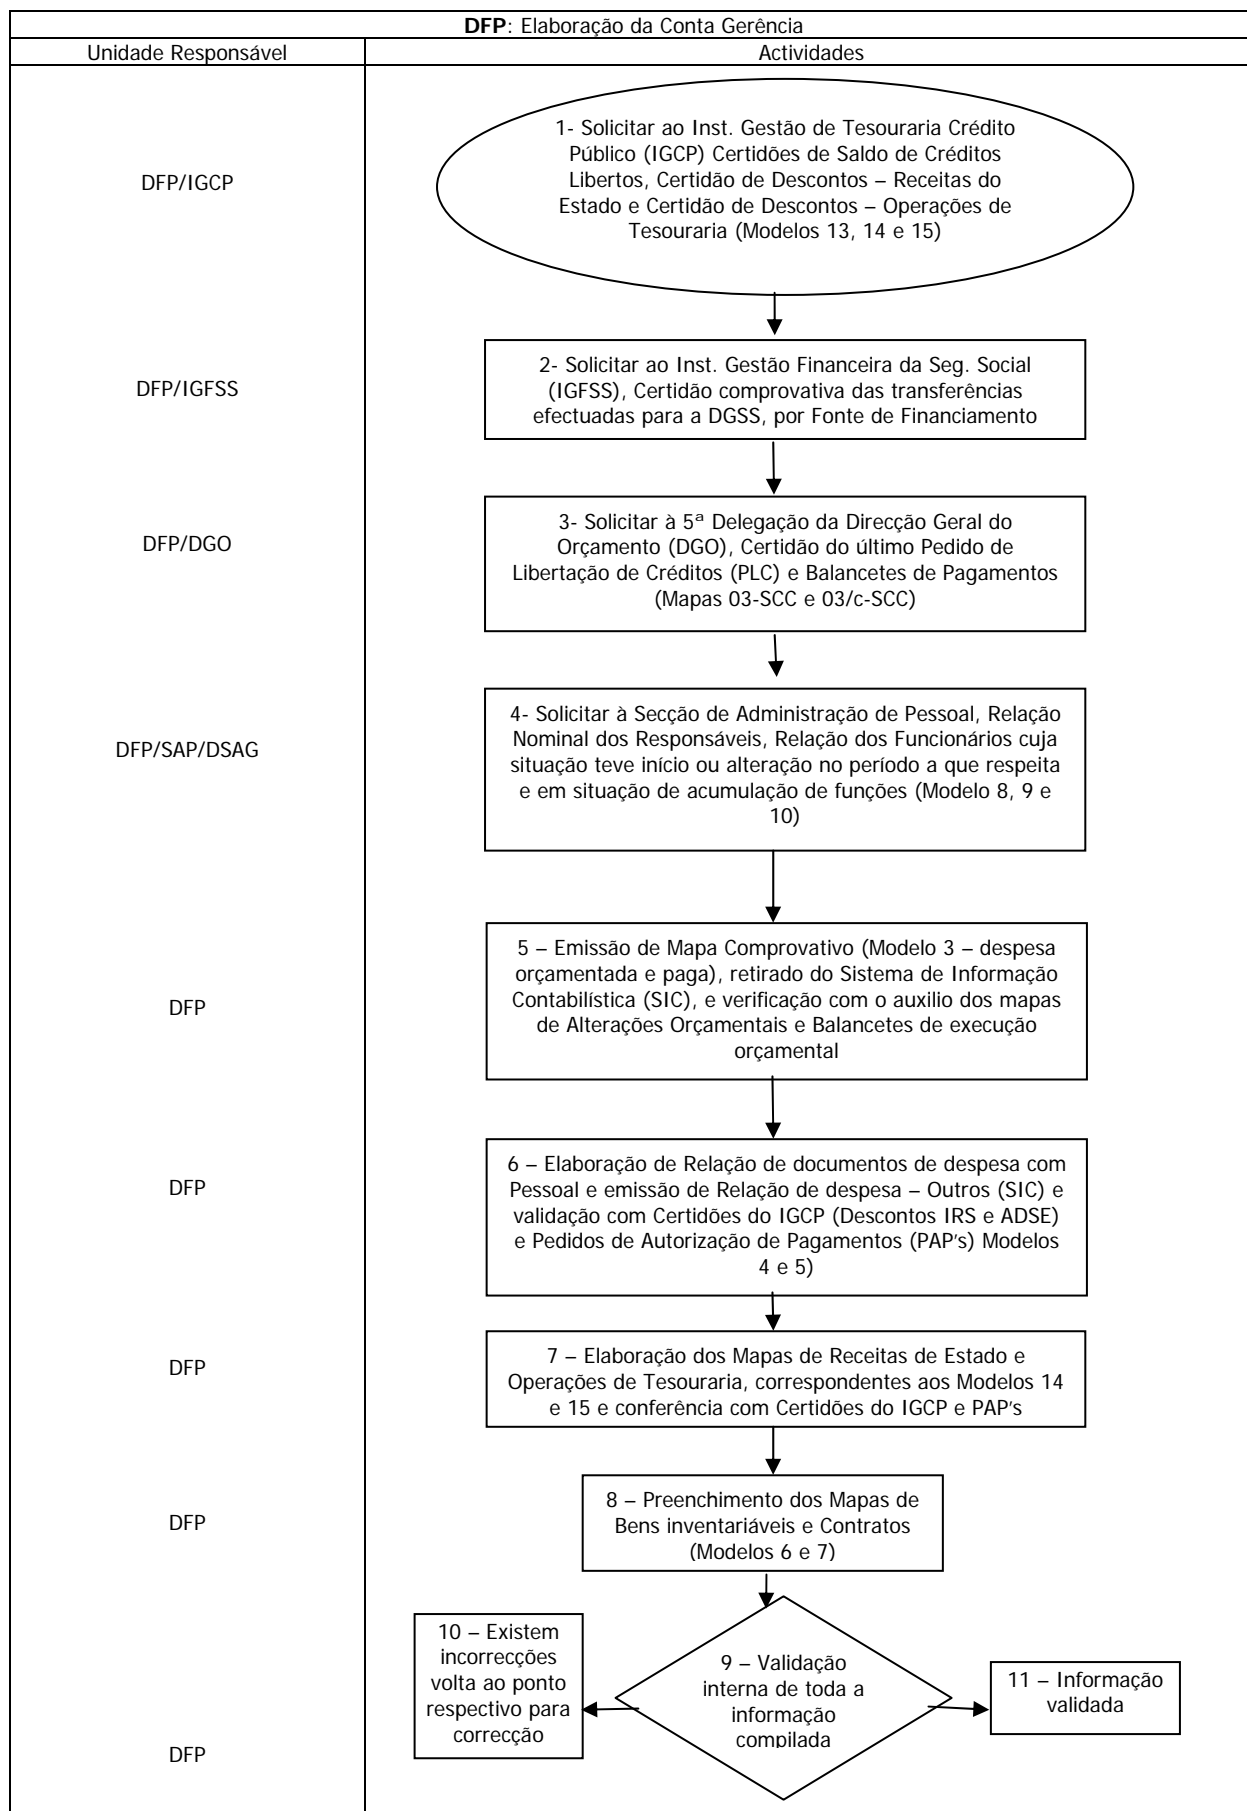 DFP: Elaboração da Conta Gerência
Unidade Responsável
Actividades
DFP/IGCP
1- Solicitar ao Inst. Gestão de Tesouraria Crédito
Público (IGCP) Certidões de Saldo de Créditos
Libertos, Certidão de Descontos – Receitas do
Estado e Certidão de Descontos – Operações de
Tesouraria (Modelos 13, 14 e 15)
DFP/IGFSS
2- Solicitar ao Inst. Gestão Financeira da Seg. Social
(IGFSS), Certidão comprovativa das transferências
efectuadas para a DGSS, por Fonte de Financiamento
DFP/DGO
3- Solicitar à 5ª Delegação da Direcção Geral do
Orçamento (DGO), Certidão do último Pedido de
Libertação de Créditos (PLC) e Balancetes de Pagamentos
(Mapas 03-SCC e 03/c-SCC)
DFP/SAP/DSAG
4- Solicitar à Secção de Administração de Pessoal, Relação
Nominal dos Responsáveis, Relação dos Funcionários cuja
situação teve início ou alteração no período a que respeita
e em situação de acumulação de funções (Modelo 8, 9 e
10)
DFP
5 – Emissão de Mapa Comprovativo (Modelo 3 – despesa
orçamentada e paga), retirado do Sistema de Informação
Contabilística (SIC), e verificação com o auxilio dos mapas
de Alterações Orçamentais e Balancetes de execução
orçamental
DFP
6 – Elaboração de Relação de documentos de despesa com
Pessoal e emissão de Relação de despesa – Outros (SIC) e
validação com Certidões do IGCP (Descontos IRS e ADSE)
e Pedidos de Autorização de Pagamentos (PAP's) Modelos
4 e 5)
DFP
7 – Elaboração dos Mapas de Receitas de Estado e
Operações de Tesouraria, correspondentes aos Modelos 14
e 15 e conferência com Certidões do IGCP e PAP's
DFP
8 – Preenchimento dos Mapas de
Bens inventariáveis e Contratos
(Modelos 6 e 7)
10 – Existem
incorrecções
volta ao ponto
respectivo para
correcção
9 – Validação
interna de toda a
informação
compilada
11 – Informação
validada
DFP